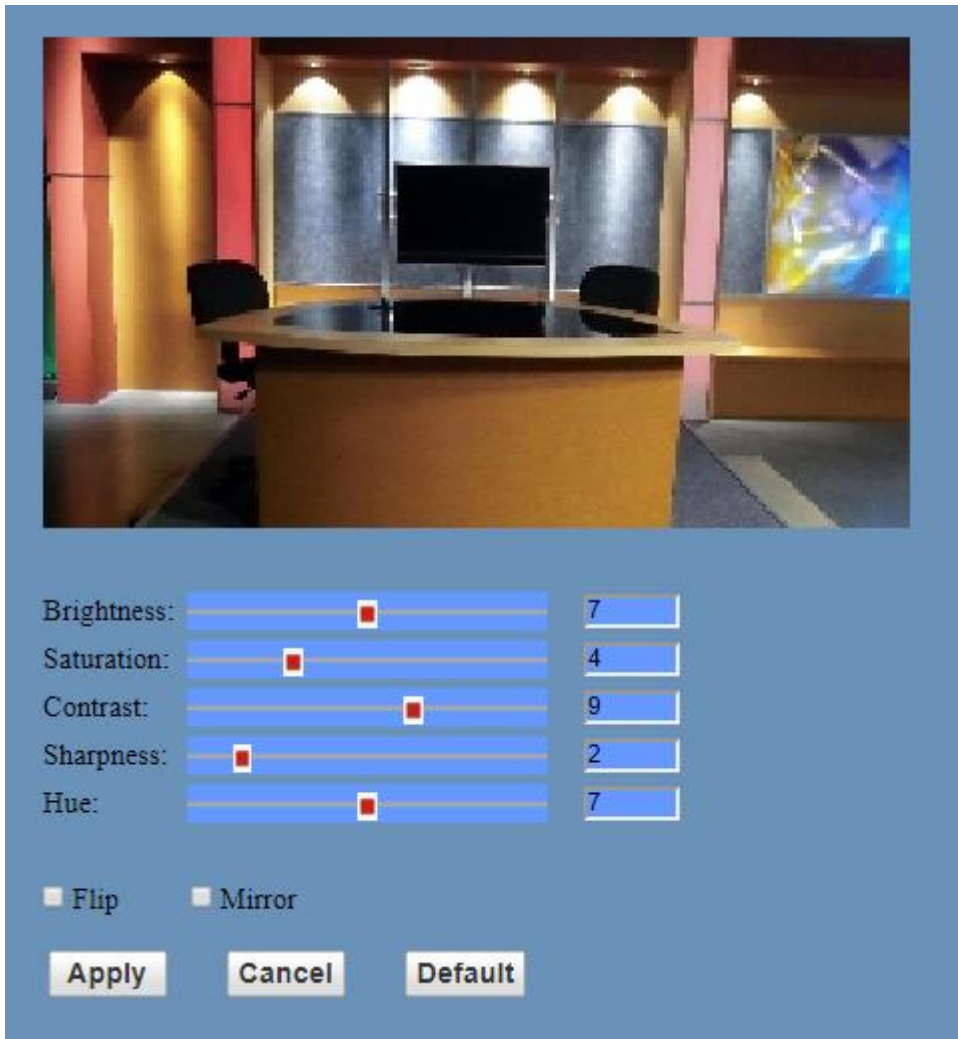 Brightness: 7
Saturation: 4
Contrast: 9
Sharpness: 2
Hue: 7
Flip Mirror
Apply Cancel Default